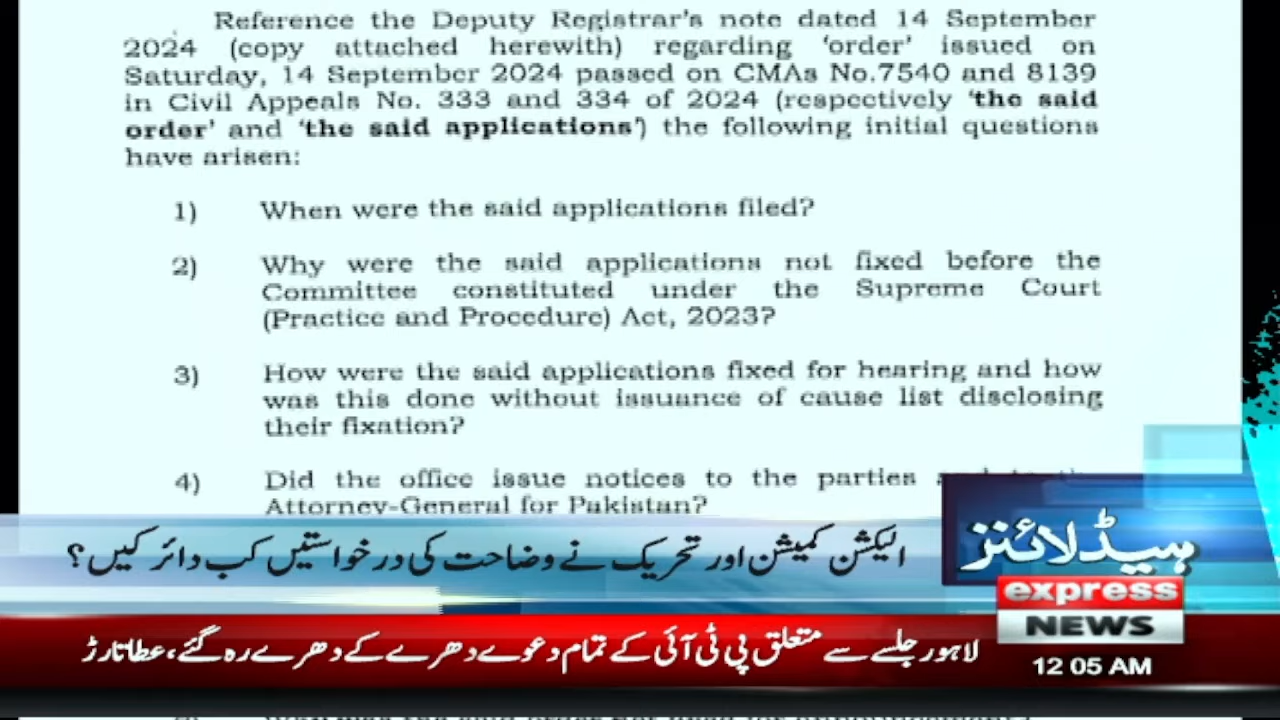 Reference the Deputy Registrar's note dated 14 September
2024 (copy attached herewith) regarding 'order' issued on
Saturday, 14 September 2024 passed on CMAs No.7540 and 8139
in Civil Appeals No. 333 and 334 of 2024 (respectively 'the said
order' and 'the said applications') the following initial questions
have arisen:
1) When were the said applications filed?
2) Why were the said applications not fixed before the
Committee constituted under the Supreme Court
(Practice and Procedure) Act, 2023?
3) How were the said applications fixed for hearing and how
was this done without issuance of cause list disclosing
their fixation?
4) Did the office issue notices to the parties
Attorney-General for Pakistan?
ہیڈلائنز
الیکشن کمیشن اور تحریک نے وضاحت کی درخواستیں کب دائر کیں؟
express
NEWS
لاہور جلسے سے متعلق پی ٹی آئی کے تمام دعوے دھرے کے دھرے رہ گئے، عطا تارڑ
12 05 AM